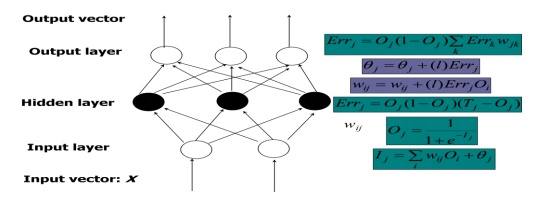 Output vector
Output layer
Hidden layer
Input layer
Input vector: X
Err_j = O_j(1 − O_j) ∑_k Err_k w_jk
θ_j = θ_j + (l) Err_j
w_ij = w_ij + (l) Err_j O_i
Err_j = O_j(1 − O_j)(T_j − O_j)
w_ij
O_j = 1 / (1 + e^(−I_j))
I_j = ∑_i w_ij O_i + θ_j